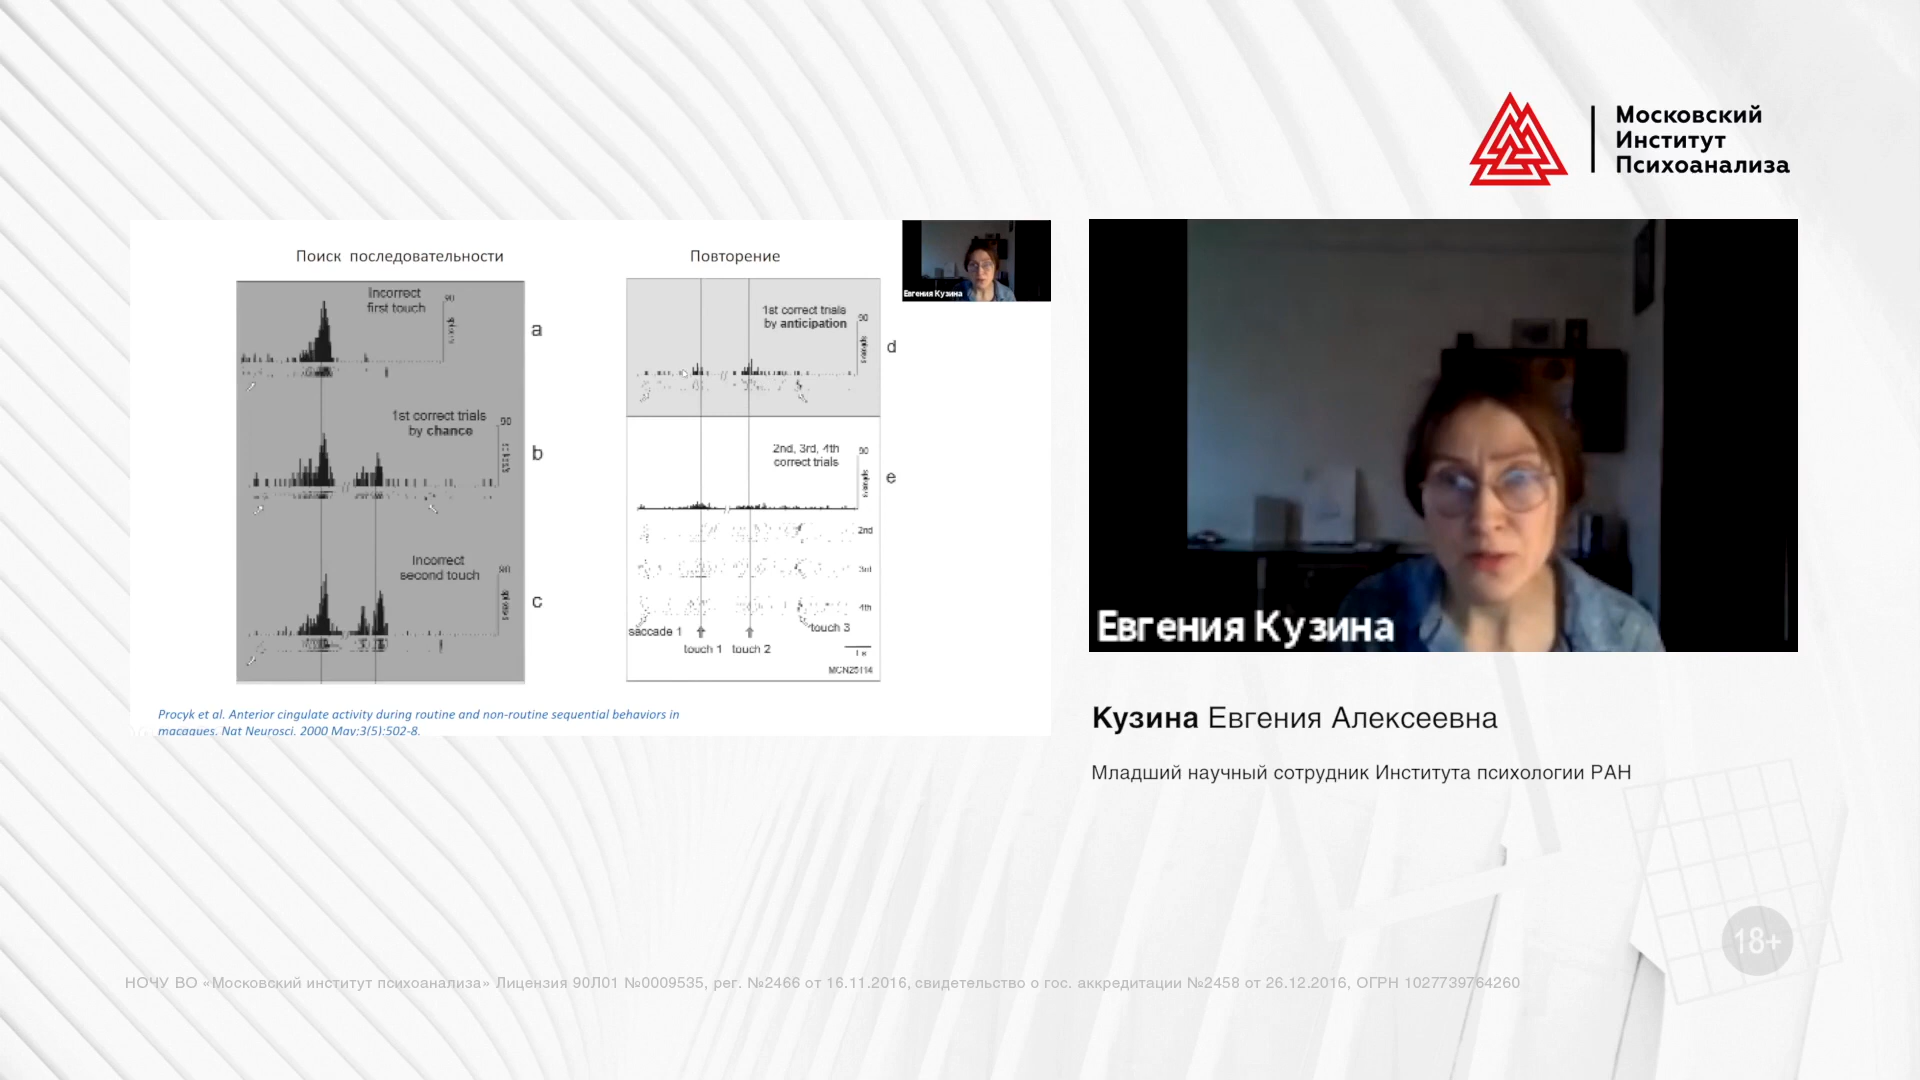 Московский
Институт
Психоанализа
Поиск последовательности
Повторение
Евгения Кузина
Incorrect
first touch
90
a
1st correct trials
by chance
90
b
Incorrect
second touch
90
c
1st correct trials
by anticipation
90
d
2nd, 3rd, 4th
correct trials
90
e
2nd
3rd
4th
saccade 1
touch 3
touch 1 touch 2
MCN25114
Procyk et al. Anterior cingulate activity during routine and non-routine sequential behaviors in
macaques. Nat Neurosci. 2000 May;3(5):502-8.
Евгения Кузина
Кузина Евгения Алексеевна
Младший научный сотрудник Института психологии РАН
18+
НОЧУ ВО «Московский институт психоанализа» Лицензия 90Л01 №0009535, рег. №2466 от 16.11.2016, свидетельство о гос. аккредитации №2458 от 26.12.2016, ОГРН 1027739764260